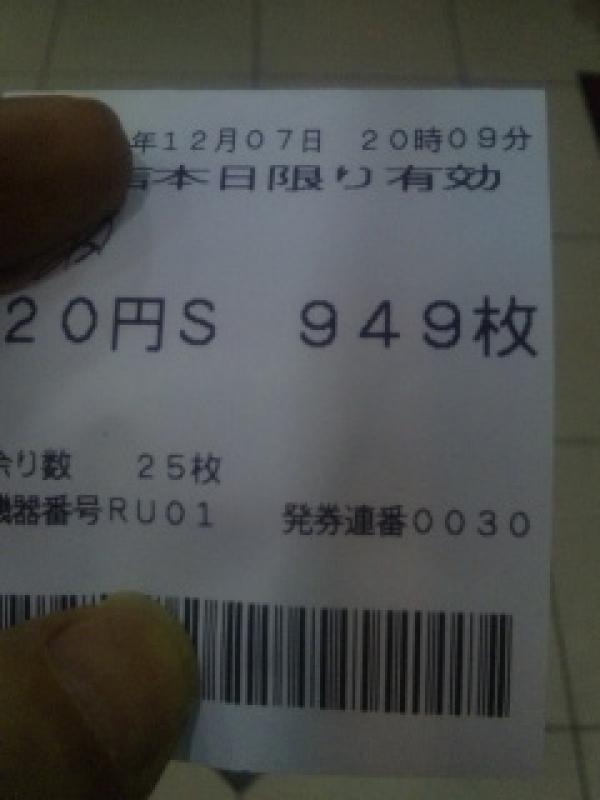 年12月07日 20時09分
本日限り有効
20円S 949枚
余り数 25枚
機器番号RU01 発券連番0030